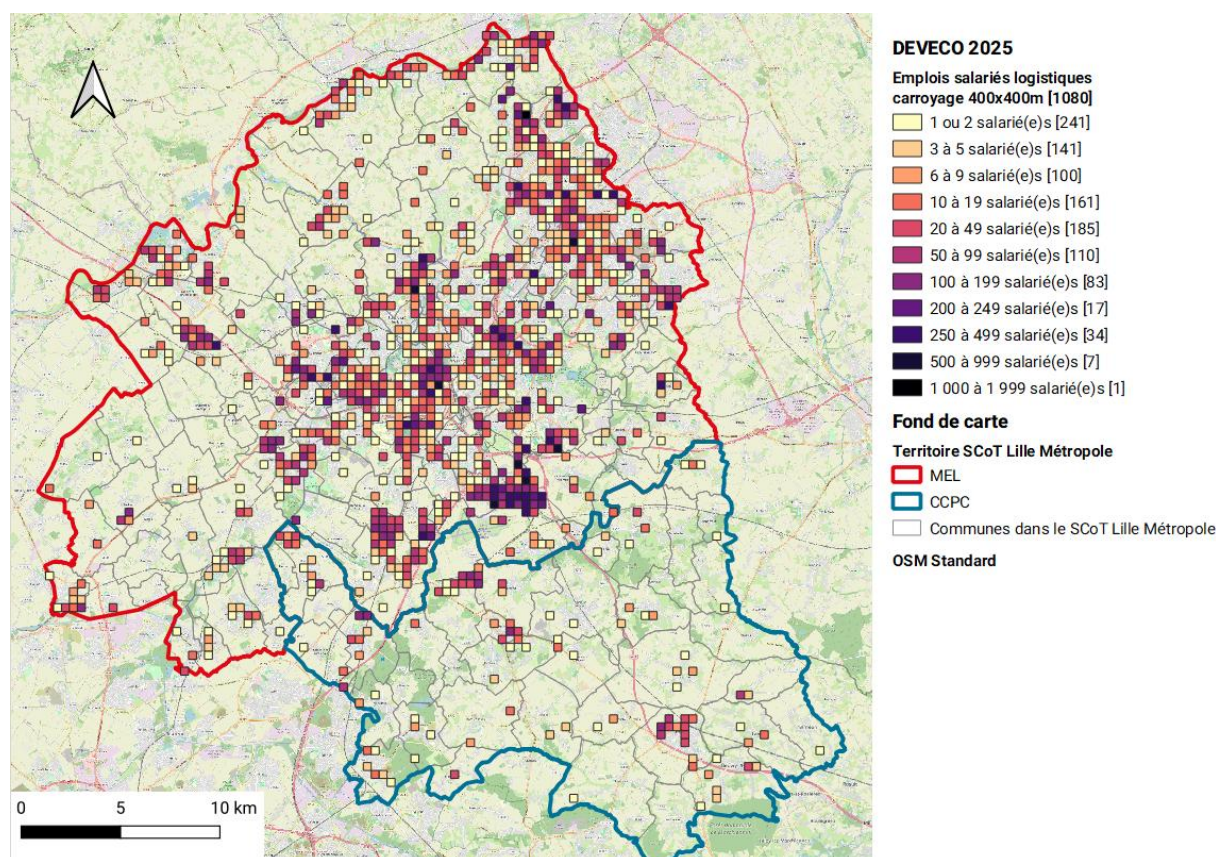 DEVECO 2025
Emplois salariés logistiques
carroyage 400x400m [1080]
1 ou 2 salarié(e)s [241]
3 à 5 salarié(e)s [141]
6 à 9 salarié(e)s [100]
10 à 19 salarié(e)s [161]
20 à 49 salarié(e)s [185]
50 à 99 salarié(e)s [110]
100 à 199 salarié(e)s [83]
200 à 249 salarié(e)s [17]
250 à 499 salarié(e)s [34]
500 à 999 salarié(e)s [7]
1 000 à 1 999 salarié(e)s [1]
Fond de carte
Territoire SCoT Lille Métropole
MEL
CCPC
Communes dans le SCoT Lille Métropole
OSM Standard
0 5 10 km